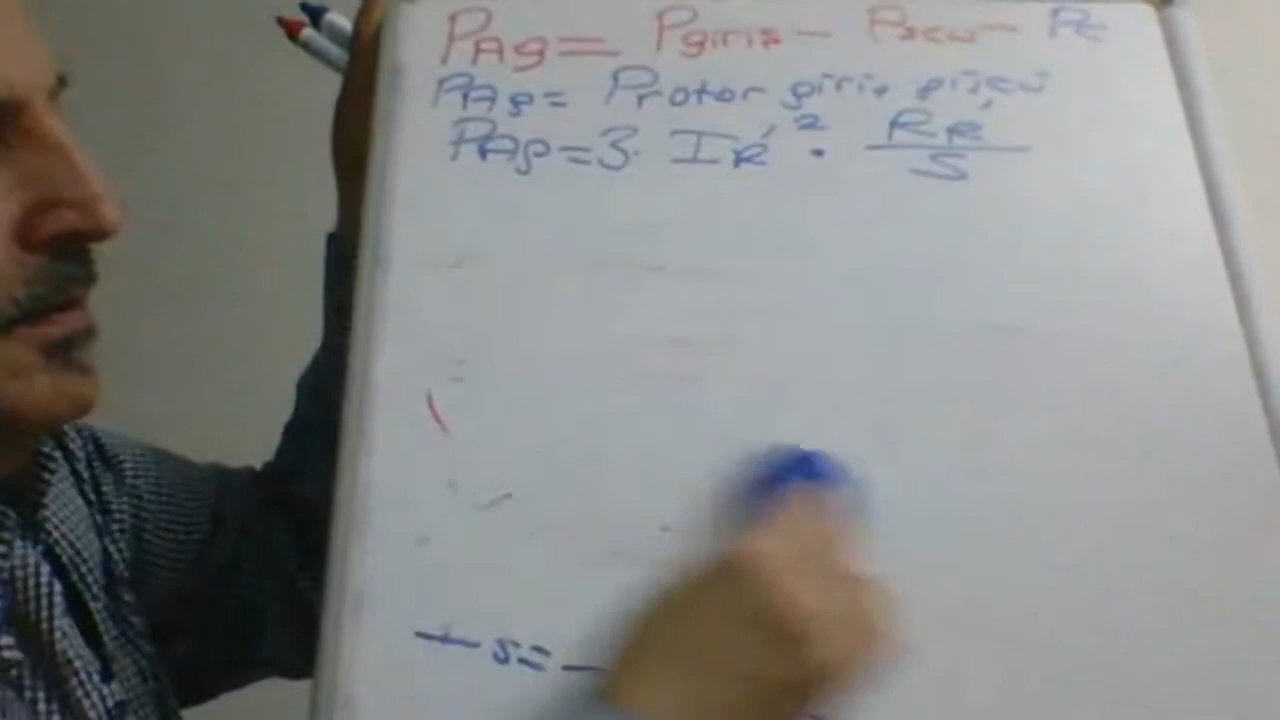 PAg = Pgiriş - Pscu - Pc
PAg = Protor giriş gücü
PAg = 3. IR'² . RR'/S
s =